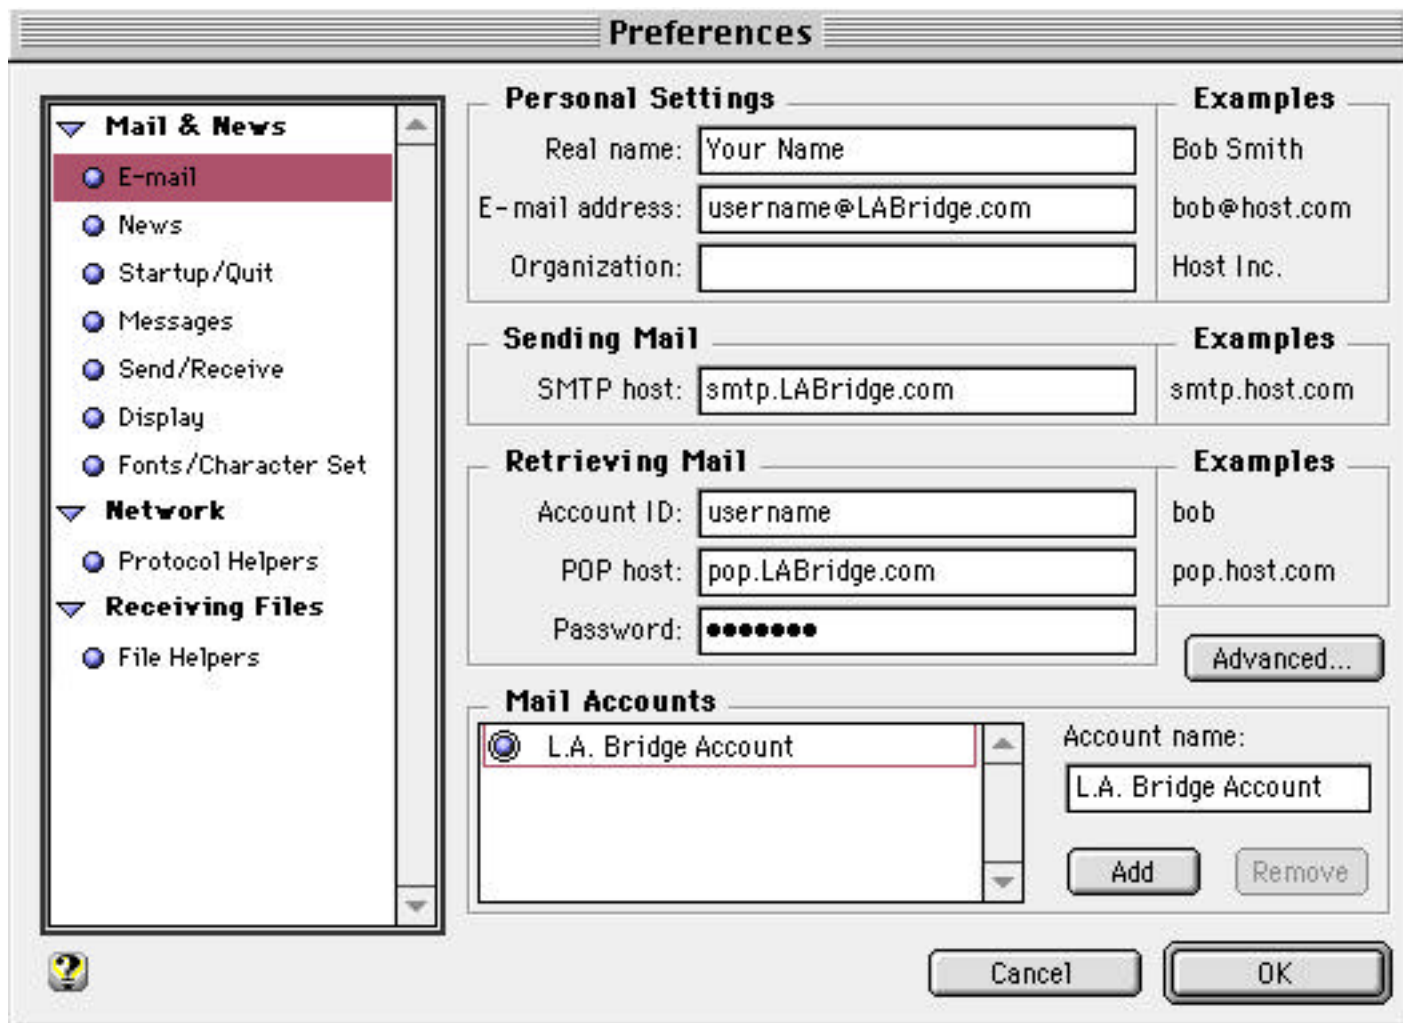 Preferences
Mail & News
E-mail
News
Startup/Quit
Messages
Send/Receive
Display
Fonts/Character Set
Network
Protocol Helpers
Receiving Files
File Helpers
Personal Settings Examples
Real name: Your Name Bob Smith
E-mail address: username@LABridge.com bob@host.com
Organization: Host Inc.
Sending Mail Examples
SMTP host: smtp.LABridge.com smtp.host.com
Retrieving Mail Examples
Account ID: username bob
POP host: pop.LABridge.com pop.host.com
Password: •••••••
Advanced...
Mail Accounts
L.A. Bridge Account
Account name:
L.A. Bridge Account
Add Remove
?
Cancel OK